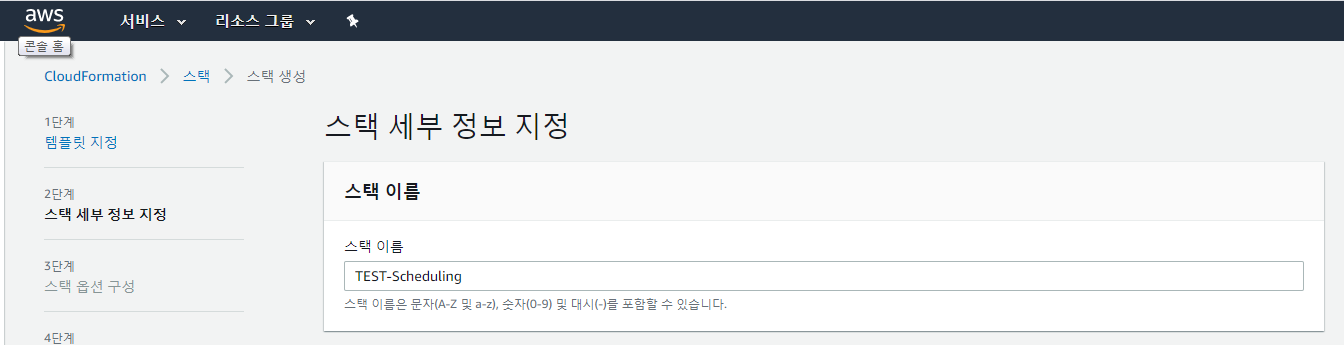 aws 서비스 리소스 그룹
콘솔 홈
CloudFormation 스택 스택 생성
1단계
템플릿 지정
2단계
스택 세부 정보 지정
3단계
스택 옵션 구성
4단계
스택 세부 정보 지정
스택 이름
스택 이름
TEST-Scheduling
스택 이름은 문자(A-Z 및 a-z), 숫자(0-9) 및 대시(-)를 포함할 수 있습니다.